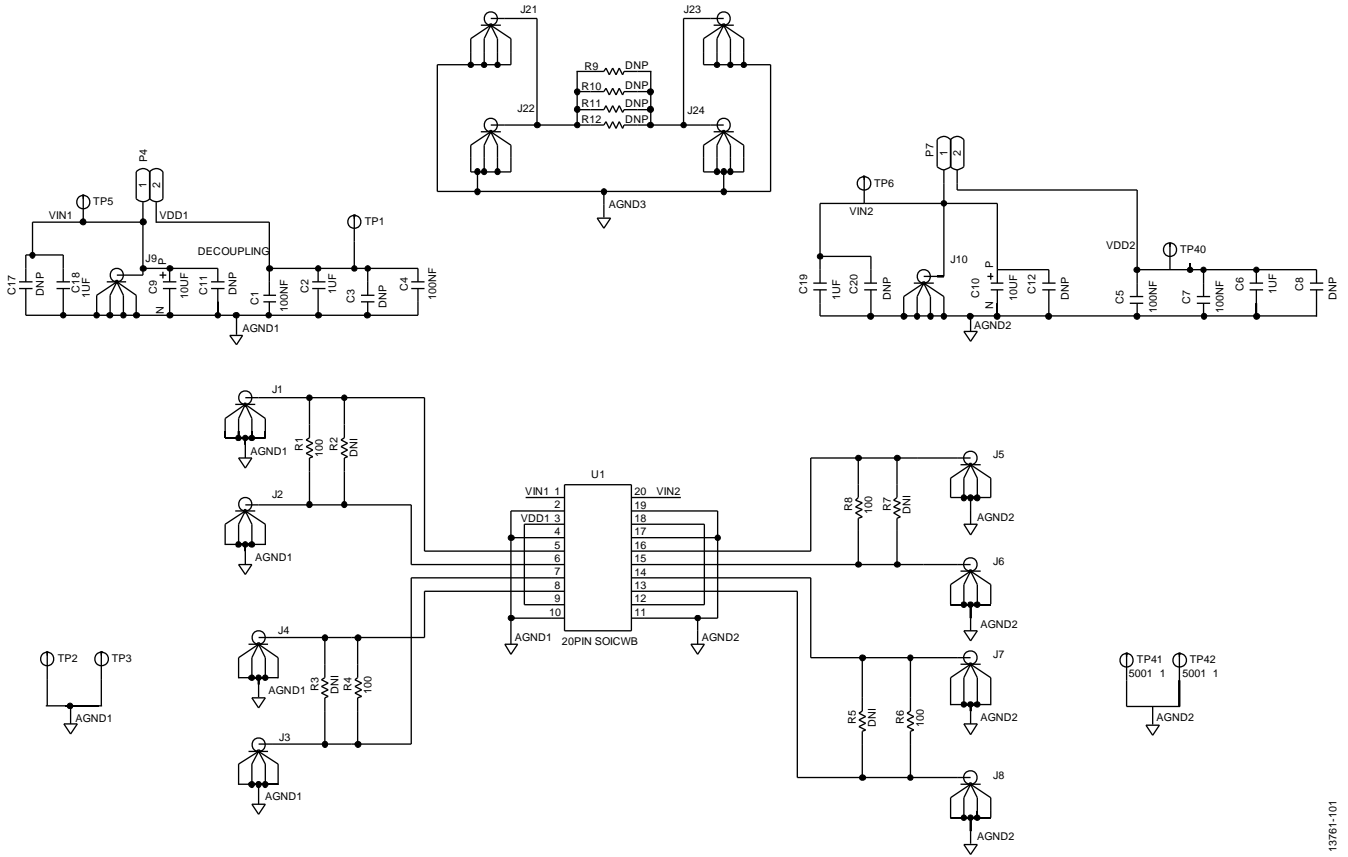 J21
J23
R9 DNP
R10 DNP
R11 DNP
R12 DNP
J22
J24
AGND3
P4
1
2
TP5
VIN1
VDD1
TP1
DECOUPLING
J9
C17
DNP
C18
1UF
P
+
C9
10UF
N
C11
DNP
C1
100NF
C2
1UF
C3
DNP
C4
100NF
AGND1
P7
1
2
TP6
VIN2
VDD2
TP40
J10
C19
1UF
C20
DNP
P
+
C10
10UF
N
C12
DNP
C5
100NF
C7
100NF
C6
1UF
C8
DNP
AGND2
J1
AGND1
R1
100
R2
DNI
J2
AGND1
U1
VIN1 1
2
VDD1 3
4
5
6
7
8
9
10
20 VIN2
19
18
17
16
15
14
13
12
11
AGND1
20PIN SOICWB
AGND2
J5
AGND2
R8
100
R7
DNI
J6
AGND2
J4
AGND1
R3
DNI
R4
100
J3
AGND1
J7
AGND2
R5
DNI
R6
100
J8
AGND2
TP2 TP3
AGND1
TP41 TP42
5001 1 5001 1
AGND2
13761-101